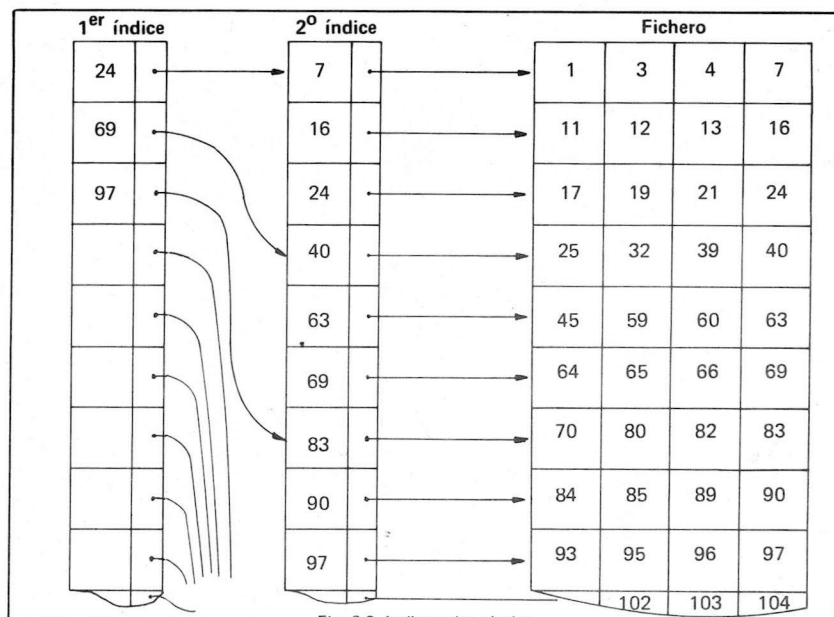 1er índice 2o índice Fichero
24 7 1 3 4 7
69 16 11 12 13 16
97 24 17 19 21 24
40 25 32 39 40
63 45 59 60 63
69 64 65 66 69
83 70 80 82 83
90 84 85 89 90
97 93 95 96 97
102 103 104